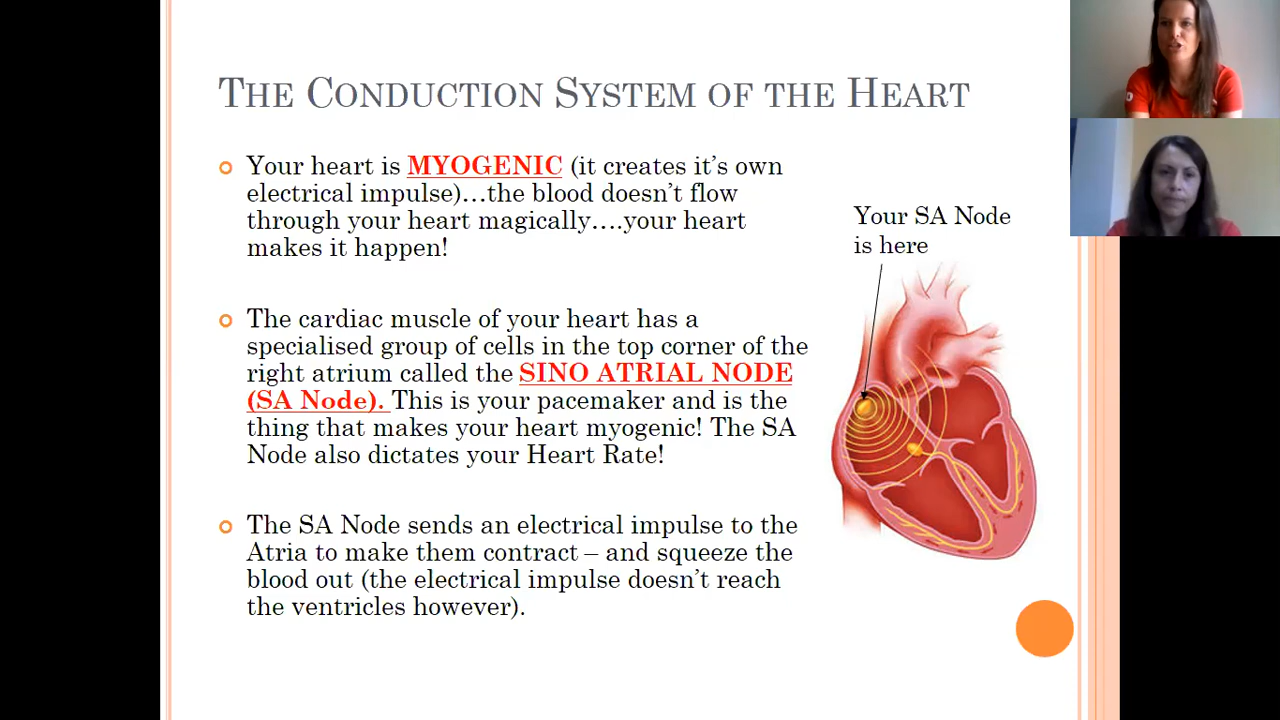 THE CONDUCTION SYSTEM OF THE HEART
Your heart is MYOGENIC (it creates it's own
electrical impulse)…the blood doesn't flow
through your heart magically….your heart
makes it happen!
The cardiac muscle of your heart has a
specialised group of cells in the top corner of the
right atrium called the SINO ATRIAL NODE
(SA Node). This is your pacemaker and is the
thing that makes your heart myogenic! The SA
Node also dictates your Heart Rate!
The SA Node sends an electrical impulse to the
Atria to make them contract – and squeeze the
blood out (the electrical impulse doesn't reach
the ventricles however).
Your SA Node
is here